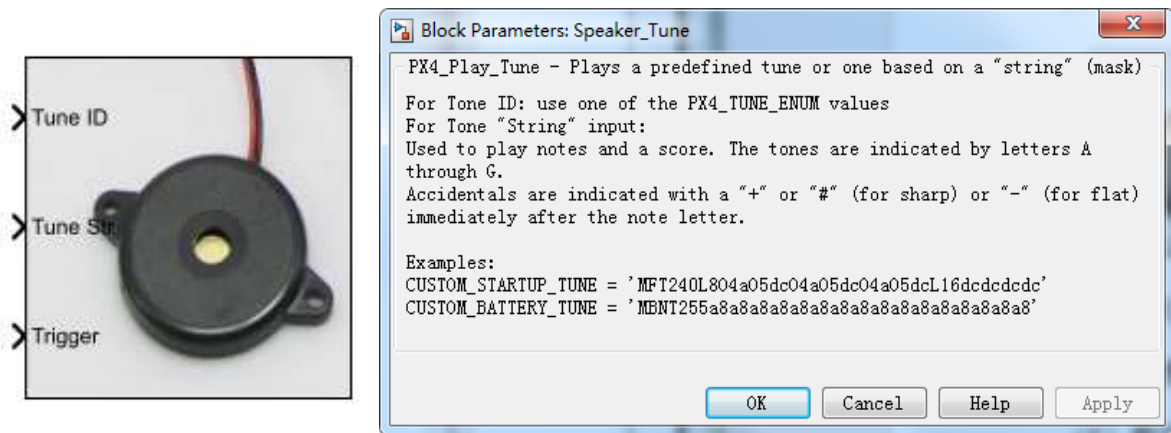 Tune ID
Tune Str
Trigger
Block Parameters: Speaker_Tune
PX4_Play_Tune - Plays a predefined tune or one based on a "string" (mask)
For Tone ID: use one of the PX4_TUNE_ENUM values
For Tone "String" input:
Used to play notes and a score. The tones are indicated by letters A
through G.
Accidentals are indicated with a "+" or "#" (for sharp) or "-" (for flat)
immediately after the note letter.
Examples:
CUSTOM_STARTUP_TUNE = 'MFT240L8O4aO5dcO4aO5dcO4aO5dcL16dcdcdcdc'
CUSTOM_BATTERY_TUNE = 'MBNT255a8a8a8a8a8a8a8a8a8a8a8a8a8a8a8a8'
OK
Cancel
Help
Apply